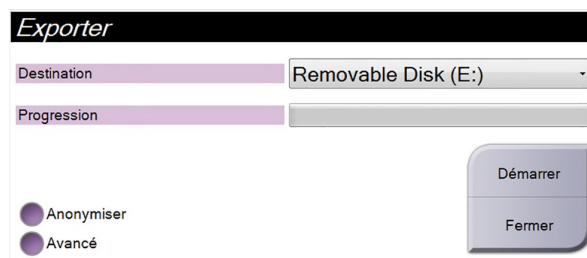 Exporter
Destination
Removable Disk (E:)
Progression
Démarrer
Anonymiser
Fermer
Avancé